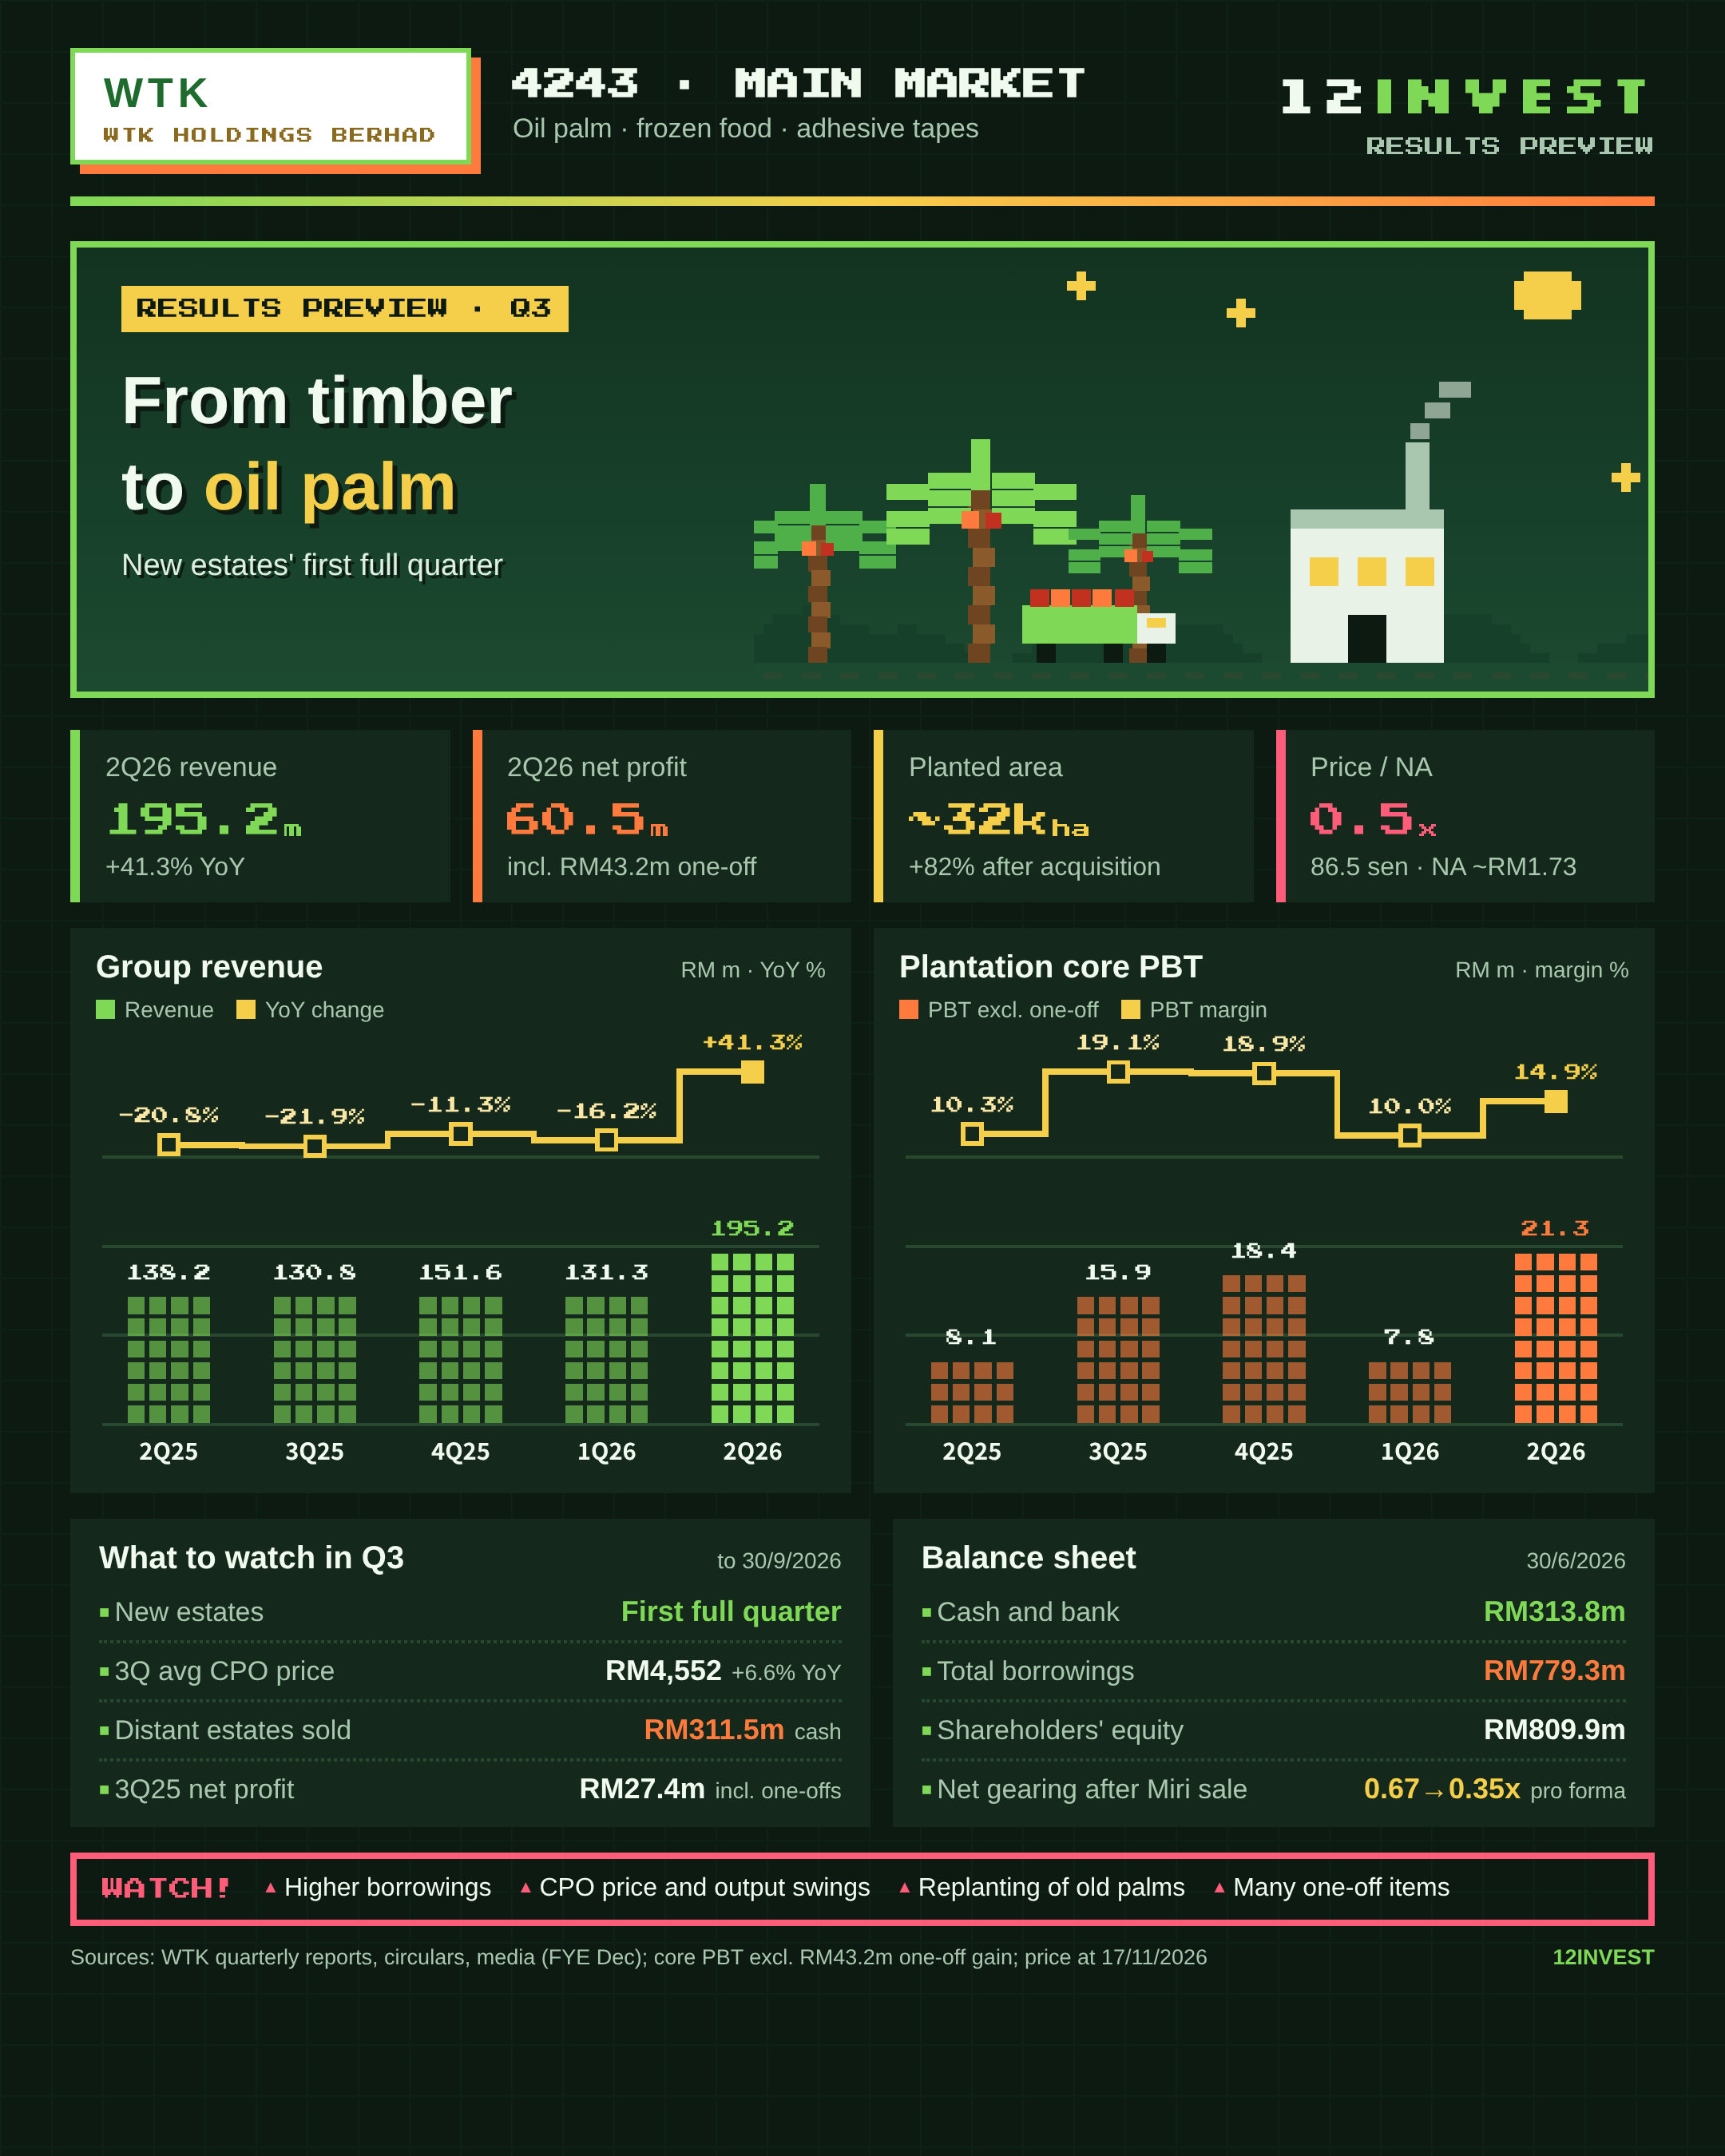 WTK
WTK HOLDINGS BERHAD
4243 · MAIN MARKET
Oil palm · frozen food · adhesive tapes
12INVEST
RESULTS PREVIEW
RESULTS PREVIEW · Q3
From timber
to oil palm
New estates' first full quarter
2Q26 revenue
195.2m
+41.3% YoY
2Q26 net profit
60.5m
incl. RM43.2m one-off
Planted area
~32kha
+82% after acquisition
Price / NA
0.5x
86.5 sen · NA ~RM1.73
Group revenue
RM m · YoY %
Revenue
YoY change
-20.8%
-21.9%
-11.3%
-16.2%
+41.3%
138.2
130.8
151.6
131.3
195.2
2Q25
3Q25
4Q25
1Q26
2Q26
Plantation core PBT
RM m · margin %
PBT excl. one-off
PBT margin
10.3%
19.1%
18.9%
10.0%
14.9%
8.1
15.9
18.4
7.8
21.3
2Q25
3Q25
4Q25
1Q26
2Q26
What to watch in Q3
to 30/9/2026
New estates
First full quarter
3Q avg CPO price
RM4,552 +6.6% YoY
Distant estates sold
RM311.5m cash
3Q25 net profit
RM27.4m incl. one-offs
Balance sheet
30/6/2026
Cash and bank
RM313.8m
Total borrowings
RM779.3m
Shareholders' equity
RM809.9m
Net gearing after Miri sale
0.67→0.35x pro forma
WATCH!
▲ Higher borrowings
▲ CPO price and output swings
▲ Replanting of old palms
▲ Many one-off items
Sources: WTK quarterly reports, circulars, media (FYE Dec); core PBT excl. RM43.2m one-off gain; price at 17/11/2026
12INVEST